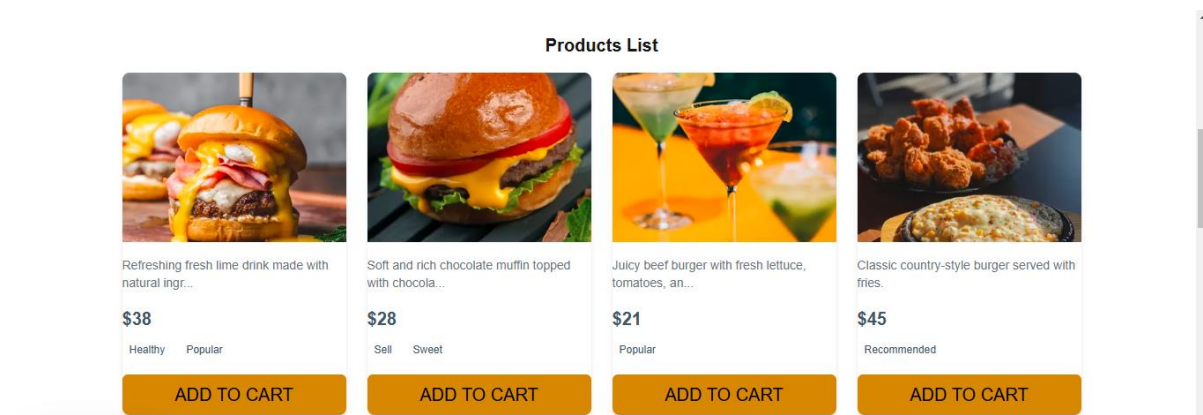 Products List
Refreshing fresh lime drink made with
natural ingr...
$38
Healthy Popular
ADD TO CART
Soft and rich chocolate muffin topped
with chocola...
$28
Sell Sweet
ADD TO CART
Juicy beef burger with fresh lettuce,
tomatoes, an...
$21
Popular
ADD TO CART
Classic country-style burger served with
fries.
$45
Recommended
ADD TO CART